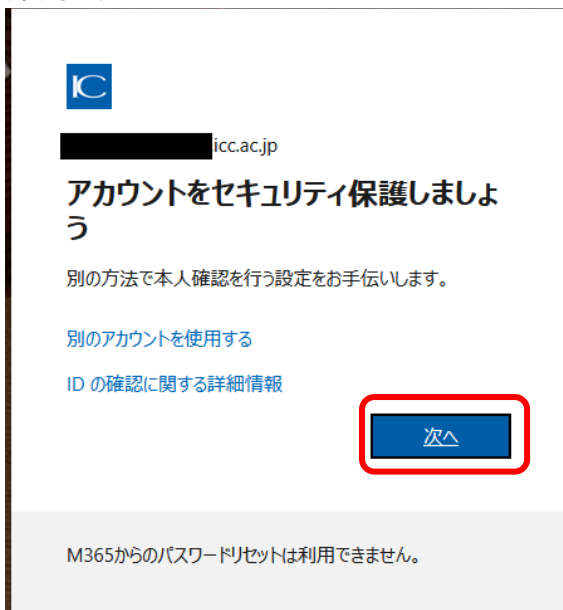 IC
icc.ac.jp
アカウントをセキュリティ保護しましょ
う
別の方法で本人確認を行う設定をお手伝いします。
別のアカウントを使用する
ID の確認に関する詳細情報
次へ
M365からのパスワードリセットは利用できません。